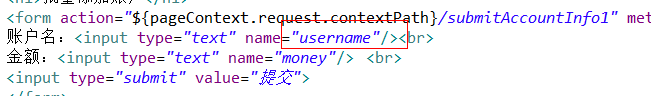 <form action="${pageContext.request.contextPath}/submitAccountInfo1" met
账户名：<input type="text" name="username"/><br>
金额：<input type="text" name="money"/> <br>
<input type="submit" value="提交">